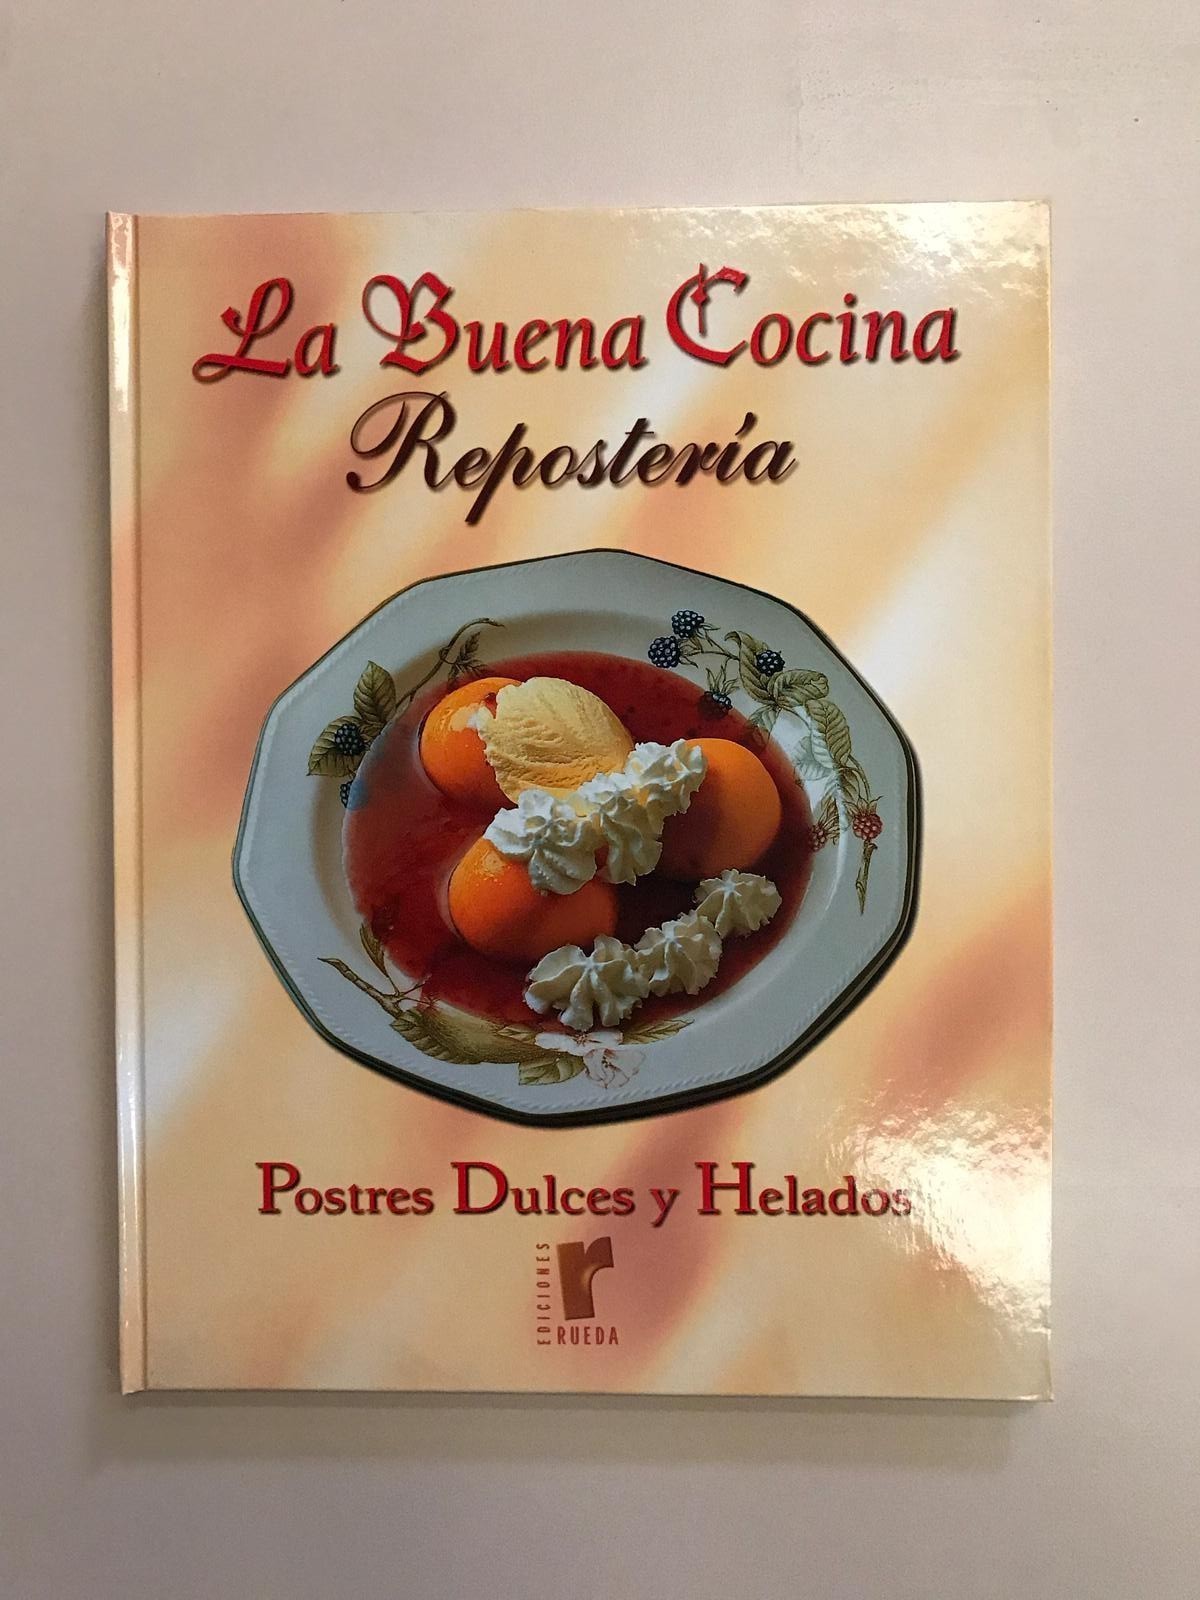 La Buena Cocina
Repostería
Postres Dulces y Helados
EDICIONES
r
RUEDA